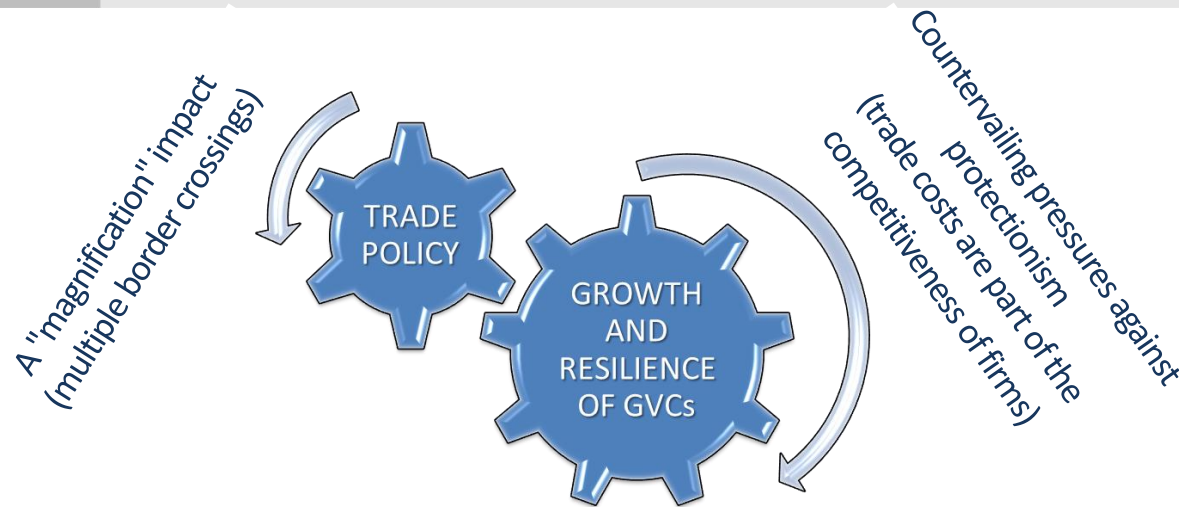 A "magnification" impact
(multiple border crossings)
TRADE
POLICY
GROWTH
AND
RESILIENCE
OF GVCs
Countervailing pressures against
protectionism
(trade costs are part of the
competitiveness of firms)